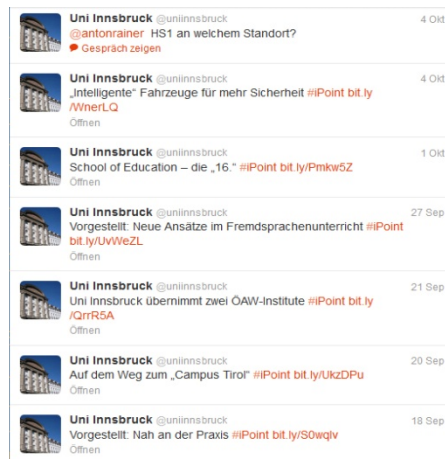 Uni Innsbruck @uniinnsbruck 4 Okt
@antonrainer HS1 an welchem Standort?
Gespräch zeigen
Uni Innsbruck @uniinnsbruck 4 Okt
„Intelligente“ Fahrzeuge für mehr Sicherheit #iPoint bit.ly
/WnerLQ
Öffnen
Uni Innsbruck @uniinnsbruck 1 Okt
School of Education – die „16.“ #iPoint bit.ly/Pmkw5Z
Öffnen
Uni Innsbruck @uniinnsbruck 27 Sep
Vorgestellt: Neue Ansätze im Fremdsprachenunterricht #iPoint
bit.ly/UvWeZL
Öffnen
Uni Innsbruck @uniinnsbruck 21 Sep
Uni Innsbruck übernimmt zwei ÖAW-Institute #iPoint bit.ly
/QrrR5A
Öffnen
Uni Innsbruck @uniinnsbruck 20 Sep
Auf dem Weg zum „Campus Tirol“ #iPoint bit.ly/UkzDPu
Öffnen
Uni Innsbruck @uniinnsbruck 18 Sep
Vorgestellt: Nah an der Praxis #iPoint bit.ly/S0wqlv
Öffnen